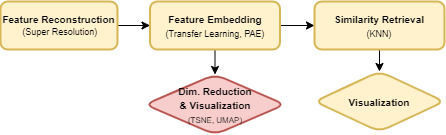 Feature Reconstruction
(Super Resolution)
Feature Embedding
(Transfer Learning, PAE)
Similarity Retrieval
(KNN)
Dim. Reduction
& Visualization
(TSNE, UMAP)
Visualization